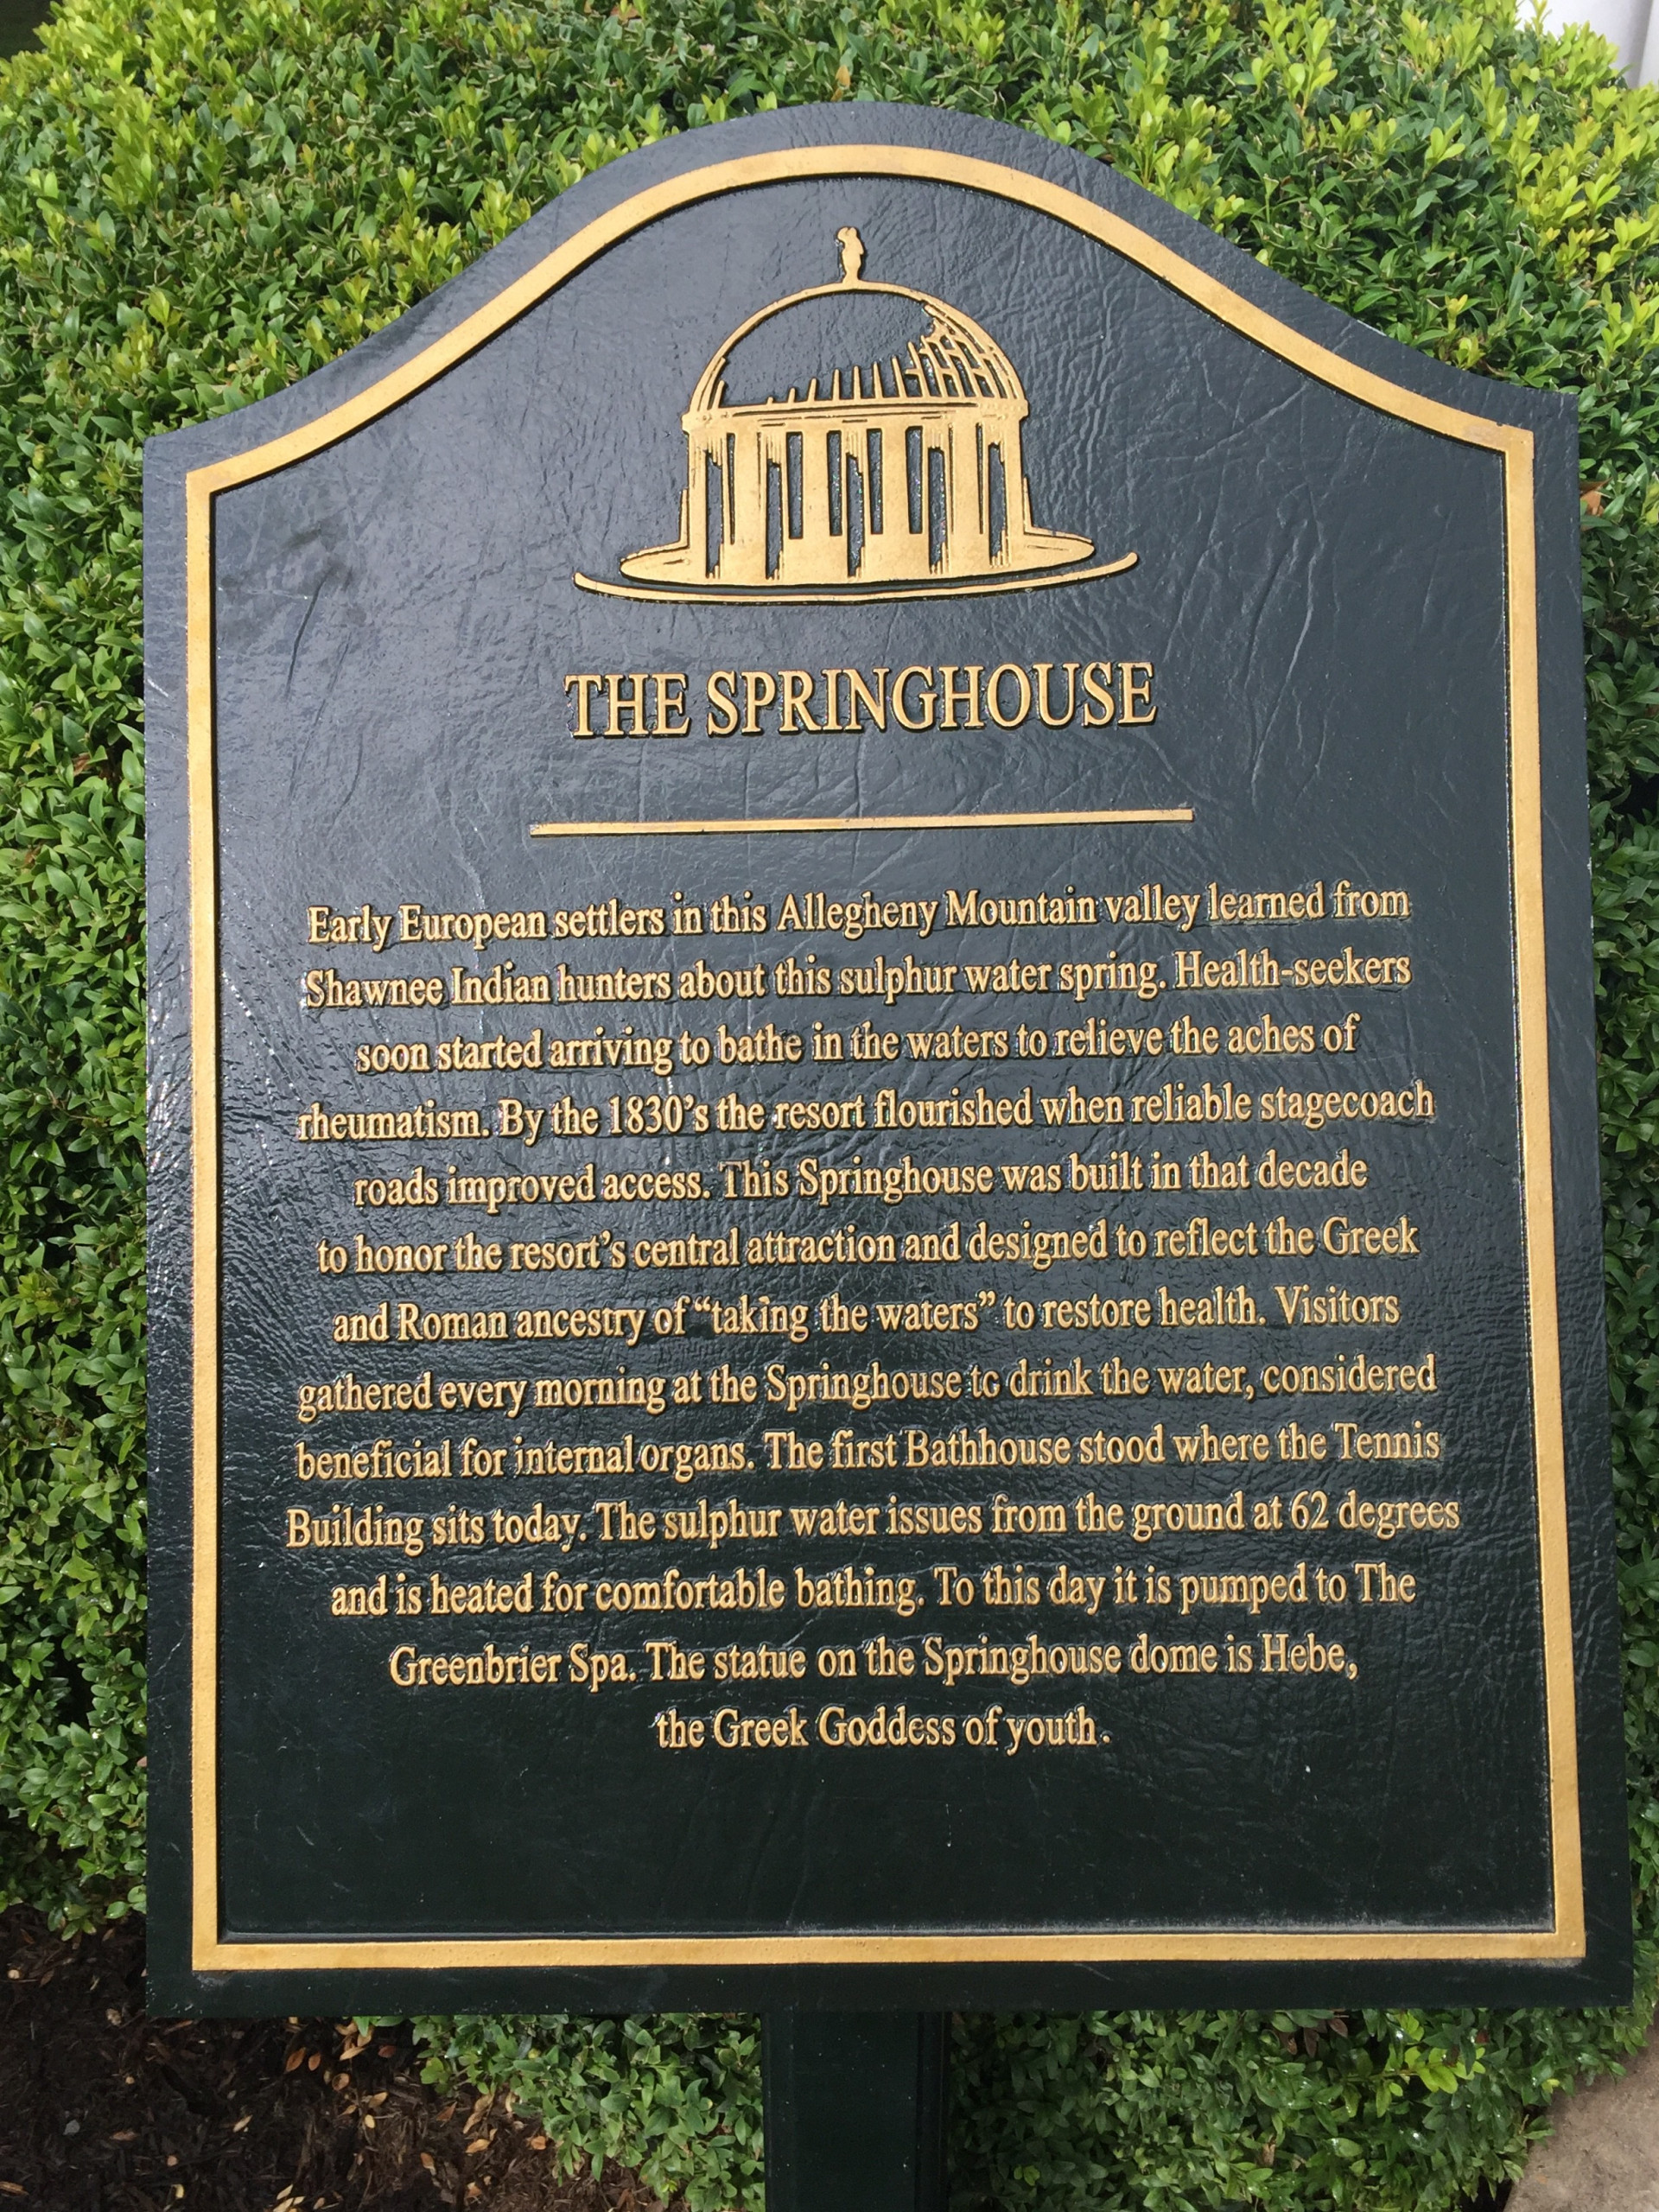 THE SPRINGHOUSE
Early European settlers in this Allegheny Mountain valley learned from
Shawnee Indian hunters about this sulphur water spring. Health-seekers
soon started arriving to bathe in the waters to relieve the aches of
rheumatism. By the 1830's the resort flourished when reliable stagecoach
roads improved access. This Springhouse was built in that decade
to honor the resort's central attraction and designed to reflect the Greek
and Roman ancestry of “taking the waters” to restore health. Visitors
gathered every morning at the Springhouse to drink the water, considered
beneficial for internal organs. The first Bathhouse stood where the Tennis
Building sits today. The sulphur water issues from the ground at 62 degrees
and is heated for comfortable bathing. To this day it is pumped to The
Greenbrier Spa. The statue on the Springhouse dome is Hebe,
the Greek Goddess of youth.